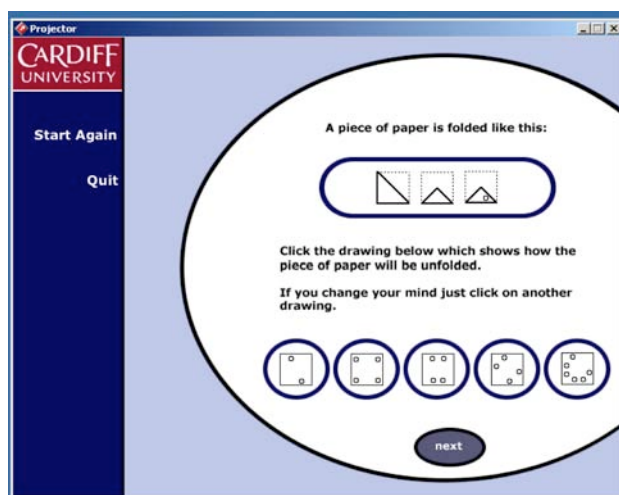 Projector
CARDIFF
UNIVERSITY
Start Again
Quit
A piece of paper is folded like this:
Click the drawing below which shows how the
piece of paper will be unfolded.
If you change your mind just click on another
drawing.
next